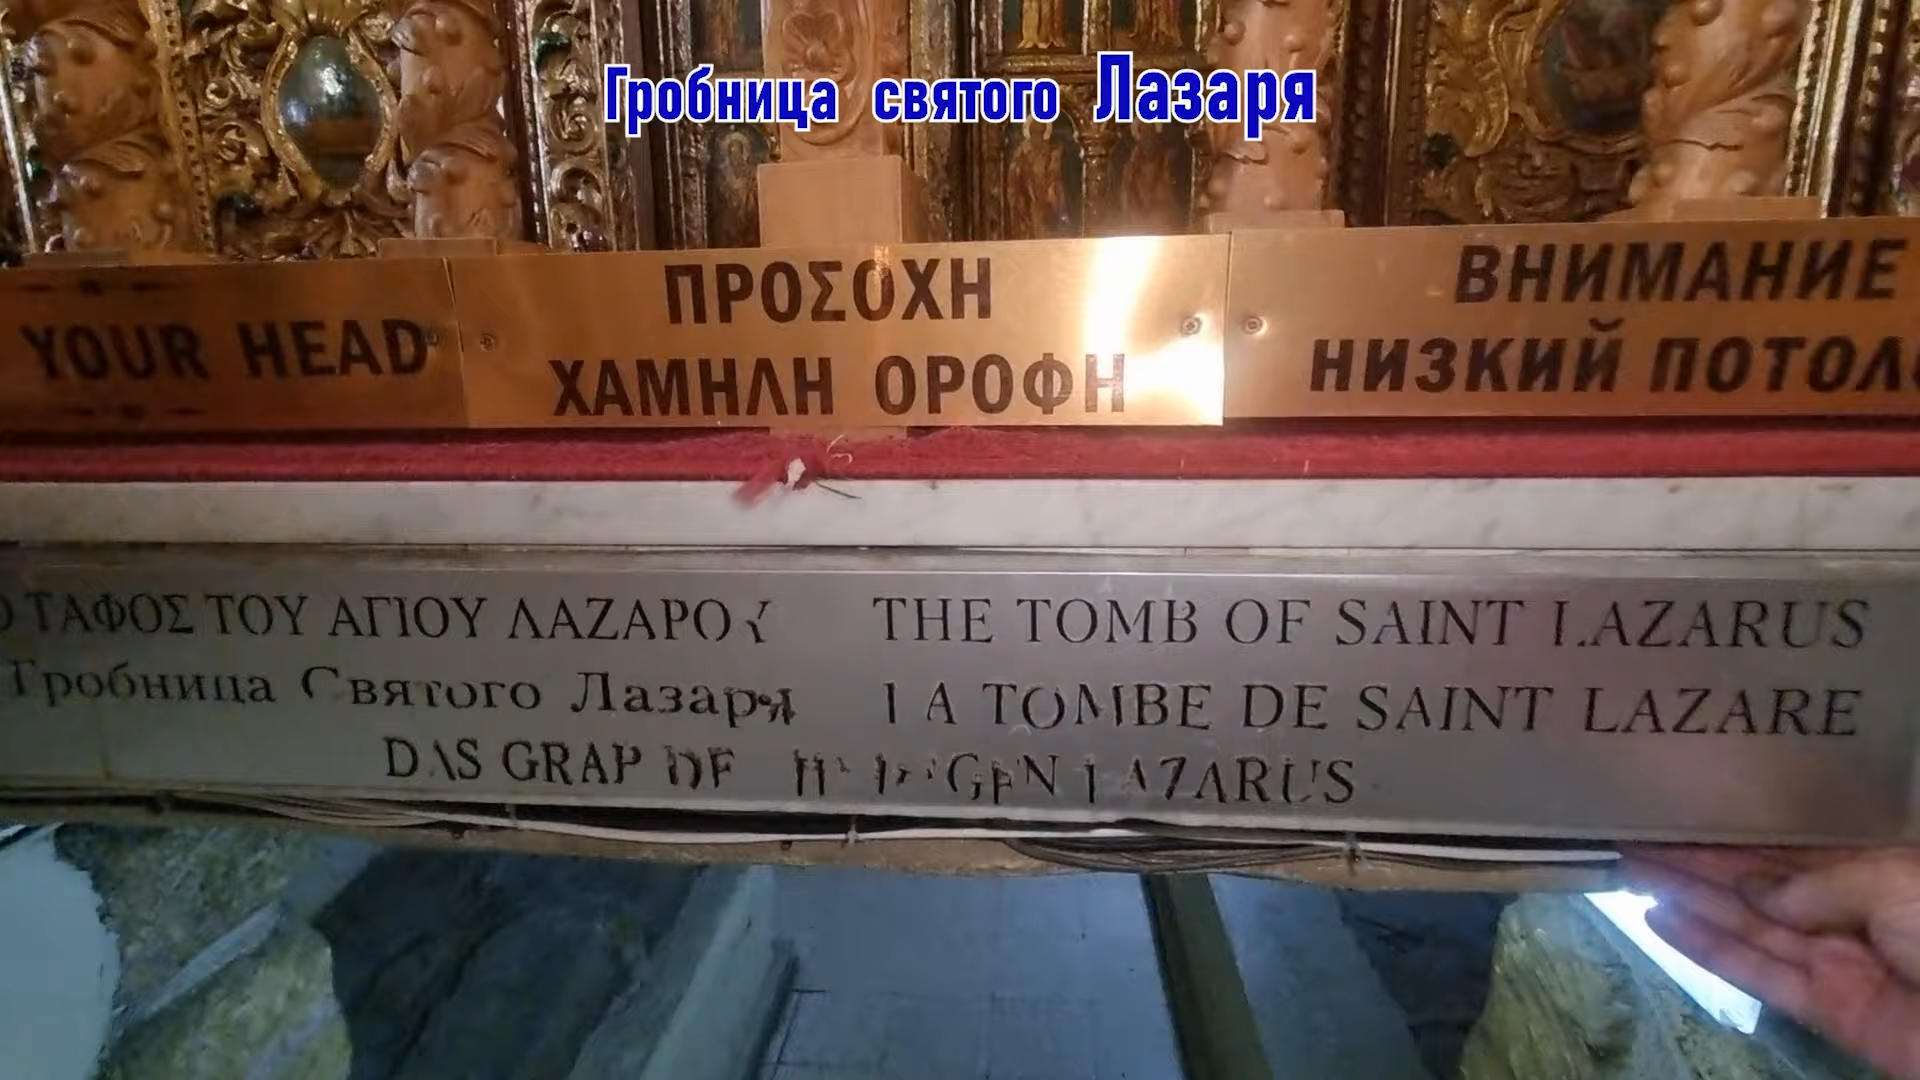 Гробница святого Лазаря
YOUR HEAD
ΠΡΟΣΟΧΗ
ΧΑΜΗΛΗ ΟΡΟΦΗ
ВНИМАНИЕ
НИЗКИЙ
Ο ΤΑΦΟΣ ΤΟΥ ΑΓΙΟΥ ΛΑΖΑΡΟΥ
Гробница Святого Лазаря
THE TOMB OF SAINT LAZARUS
LA TOMBE DE SAINT LAZARE
DAS GRAP LAZARUS